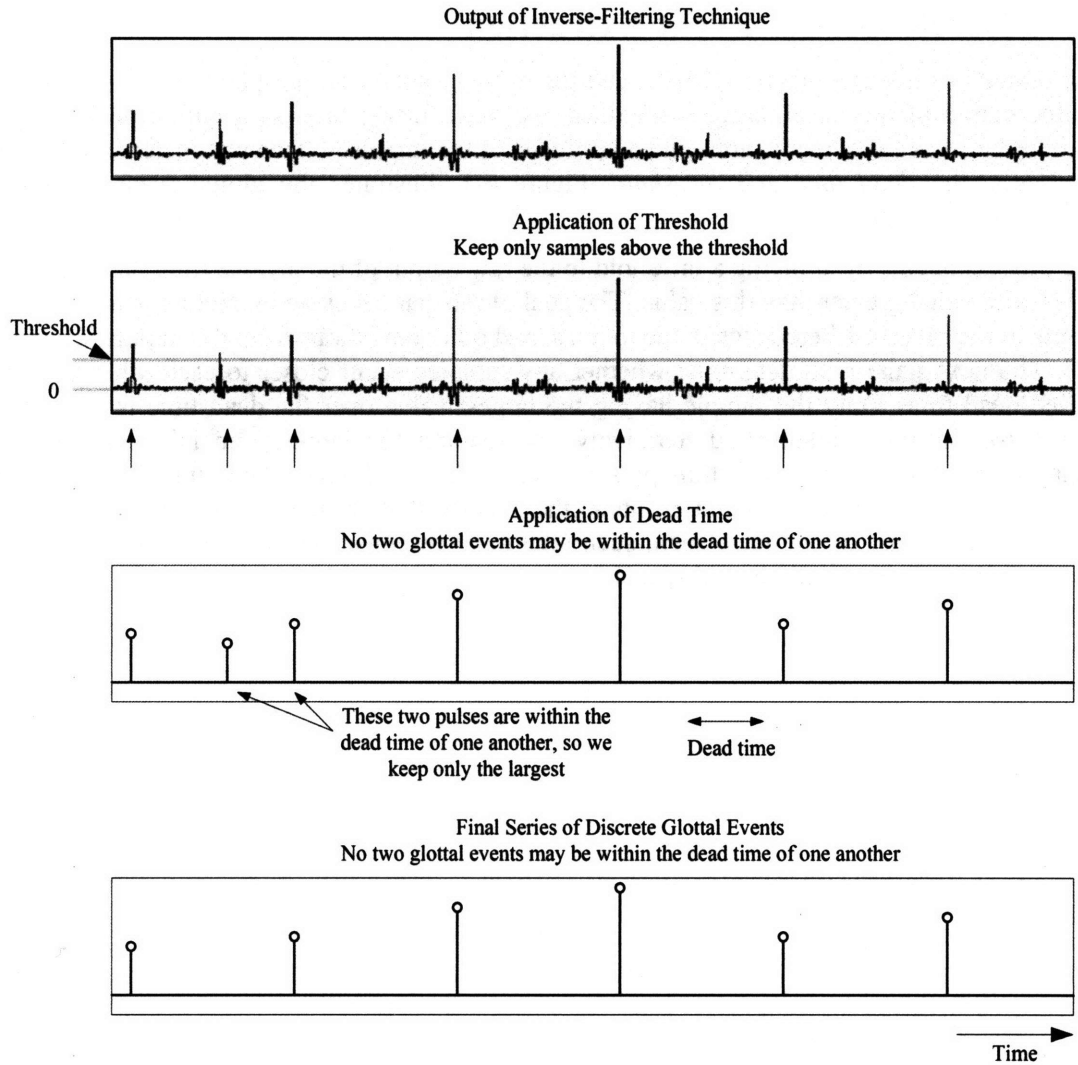 Output of Inverse-Filtering Technique
Application of Threshold
Keep only samples above the threshold
Threshold
0
Application of Dead Time
No two glottal events may be within the dead time of one another
These two pulses are within the
dead time of one another, so we
keep only the largest
Dead time
Final Series of Discrete Glottal Events
No two glottal events may be within the dead time of one another
Time